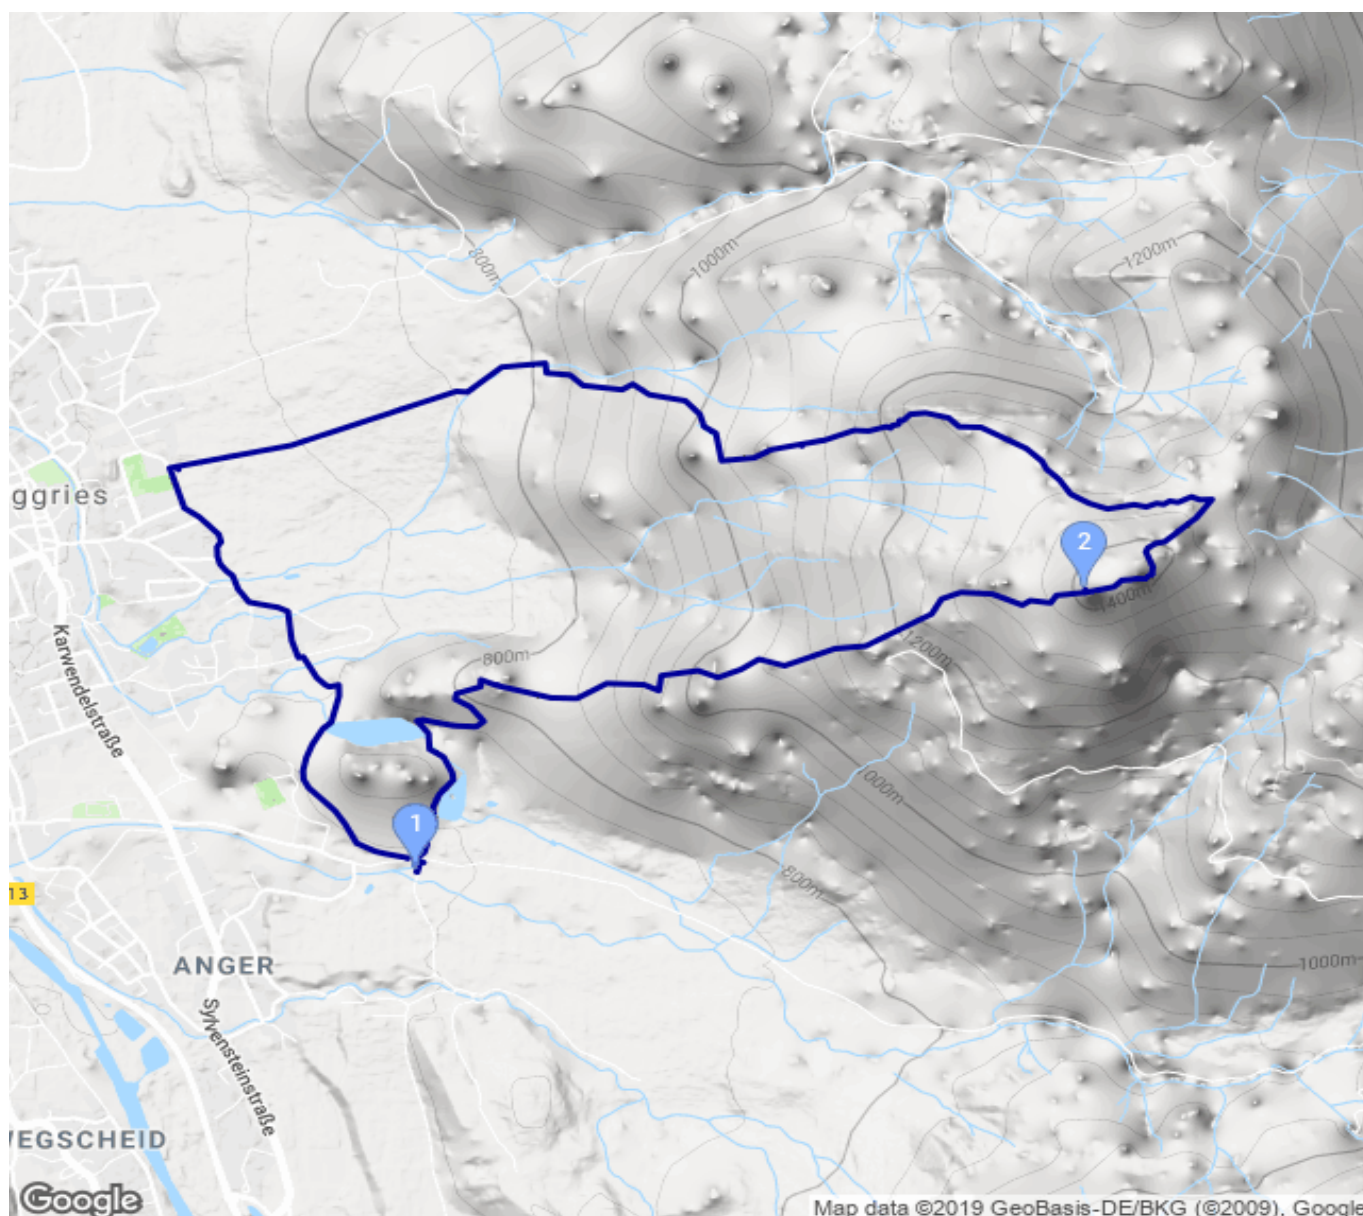 800m
1000m
1200m
ggries
2
1400m
1200m
800m
Karwendelstraße
1000m
1
800m
13
ANGER
1000m
Sylvensteinstraße
VEGSCHEID
Google
Map data ©2019 GeoBasis-DE/BKG (©2009), Google